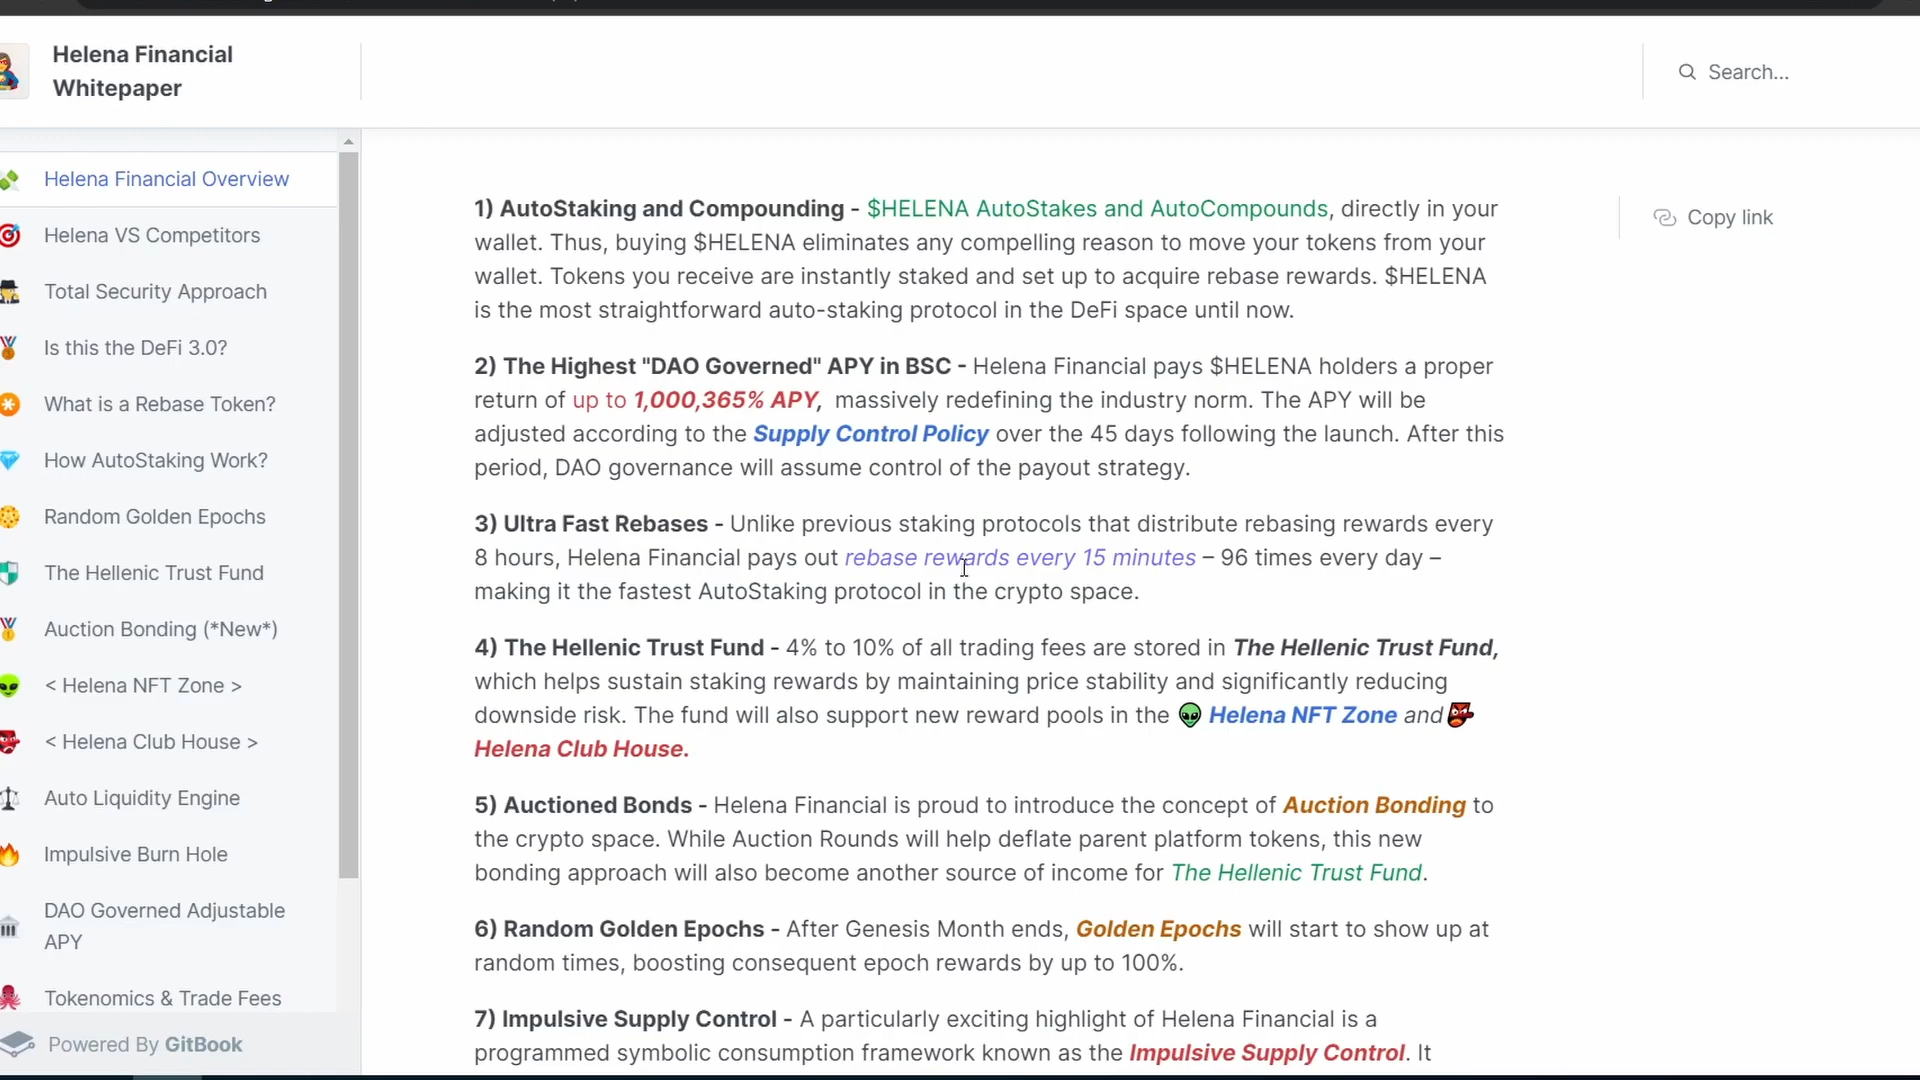 Helena Financial
Whitepaper
Search...
Helena Financial Overview
Helena VS Competitors
Total Security Approach
Is this the DeFi 3.0?
What is a Rebase Token?
How AutoStaking Work?
Random Golden Epochs
The Hellenic Trust Fund
Auction Bonding (*New*)
< Helena NFT Zone >
< Helena Club House >
Auto Liquidity Engine
Impulsive Burn Hole
DAO Governed Adjustable
APY
Tokenomics & Trade Fees
Powered By GitBook
1) AutoStaking and Compounding - $HELENA AutoStakes and AutoCompounds, directly in your
wallet. Thus, buying $HELENA eliminates any compelling reason to move your tokens from your
wallet. Tokens you receive are instantly staked and set up to acquire rebase rewards. $HELENA
is the most straightforward auto-staking protocol in the DeFi space until now.
2) The Highest "DAO Governed" APY in BSC - Helena Financial pays $HELENA holders a proper
return of up to 1,000,365% APY, massively redefining the industry norm. The APY will be
adjusted according to the Supply Control Policy over the 45 days following the launch. After this
period, DAO governance will assume control of the payout strategy.
3) Ultra Fast Rebases - Unlike previous staking protocols that distribute rebasing rewards every
8 hours, Helena Financial pays out rebase rewards every 15 minutes – 96 times every day –
making it the fastest AutoStaking protocol in the crypto space.
4) The Hellenic Trust Fund - 4% to 10% of all trading fees are stored in The Hellenic Trust Fund,
which helps sustain staking rewards by maintaining price stability and significantly reducing
downside risk. The fund will also support new reward pools in the 👽 Helena NFT Zone and 👺
Helena Club House.
5) Auctioned Bonds - Helena Financial is proud to introduce the concept of Auction Bonding to
the crypto space. While Auction Rounds will help deflate parent platform tokens, this new
bonding approach will also become another source of income for The Hellenic Trust Fund.
6) Random Golden Epochs - After Genesis Month ends, Golden Epochs will start to show up at
random times, boosting consequent epoch rewards by up to 100%.
7) Impulsive Supply Control - A particularly exciting highlight of Helena Financial is a
programmed symbolic consumption framework known as the Impulsive Supply Control. It
Copy link